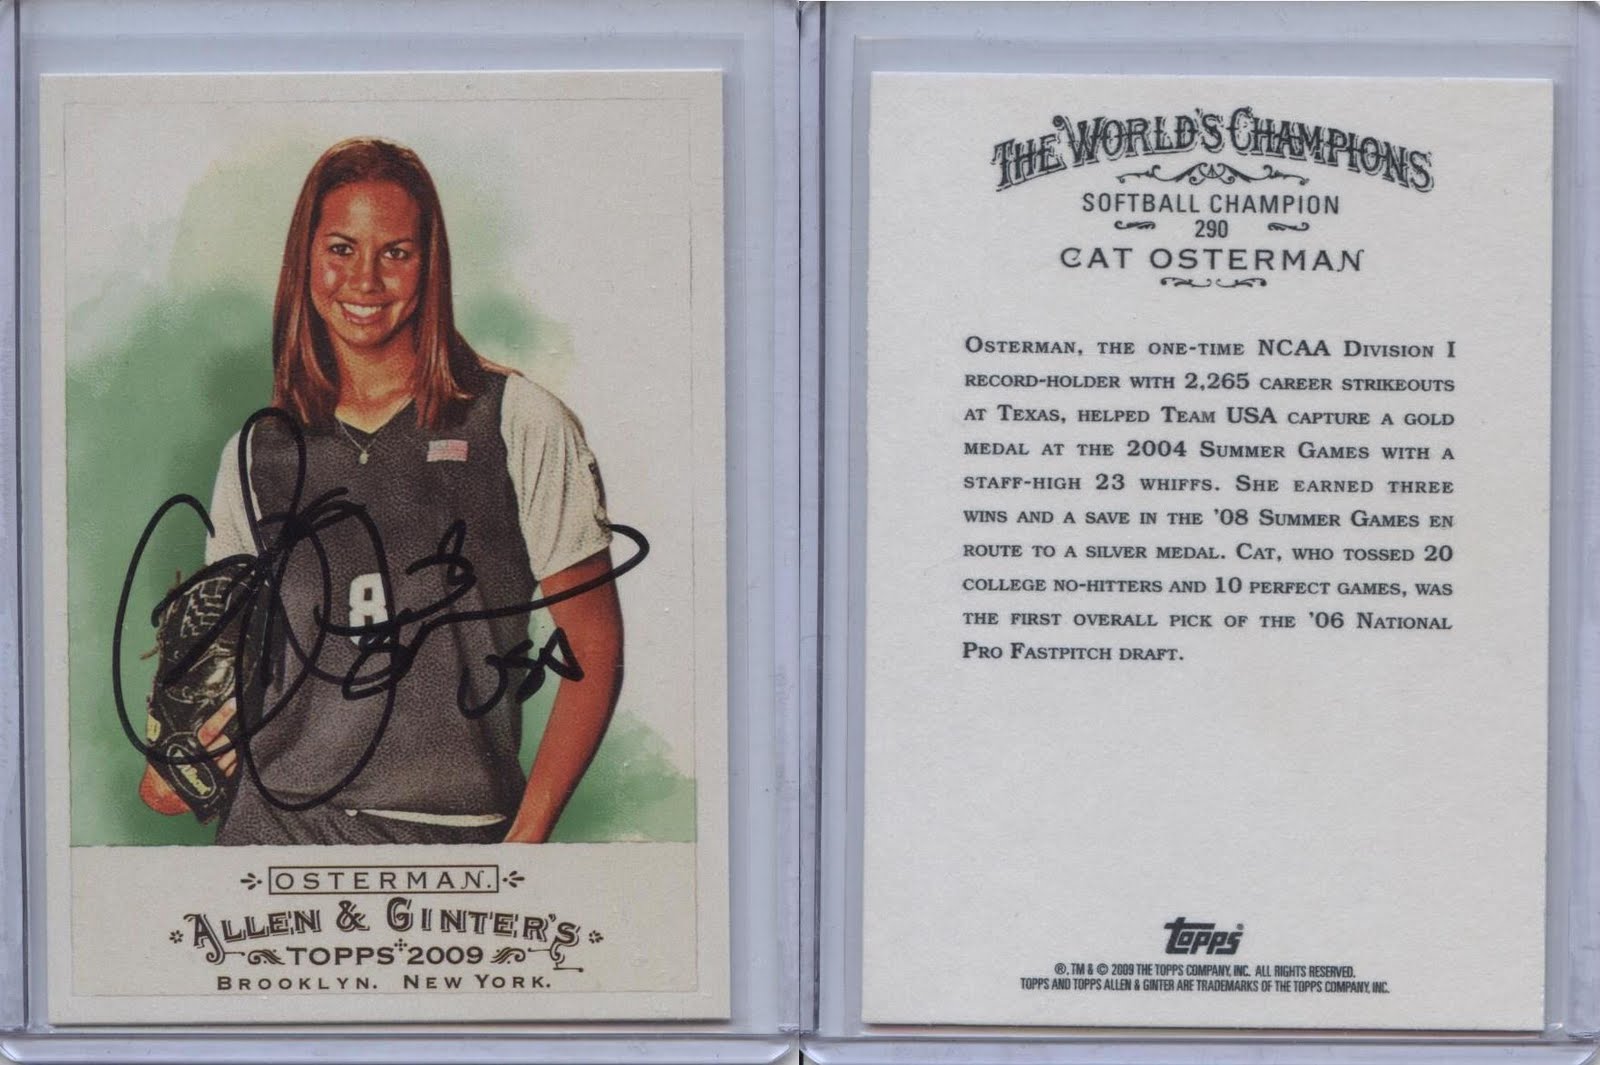 8
8
USA
Wilson
OSTERMAN.
ALLEN & GINTER'S
TOPPS 2009
BROOKLYN. NEW YORK.
THE WORLD'S CHAMPIONS
SOFTBALL CHAMPION
290
CAT OSTERMAN
OSTERMAN, THE ONE-TIME NCAA DIVISION I
RECORD-HOLDER WITH 2,265 CAREER STRIKEOUTS
AT TEXAS, HELPED TEAM USA CAPTURE A GOLD
MEDAL AT THE 2004 SUMMER GAMES WITH A
STAFF-HIGH 23 WHIFFS. SHE EARNED THREE
WINS AND A SAVE IN THE '08 SUMMER GAMES EN
ROUTE TO A SILVER MEDAL. CAT, WHO TOSSED 20
COLLEGE NO-HITTERS AND 10 PERFECT GAMES, WAS
THE FIRST OVERALL PICK OF THE '06 NATIONAL
PRO FASTPITCH DRAFT.
topps®
®, TM & © 2009 THE TOPPS COMPANY, INC. ALL RIGHTS RESERVED.
TOPPS AND TOPPS ALLEN & GINTER ARE TRADEMARKS OF THE TOPPS COMPANY, INC.